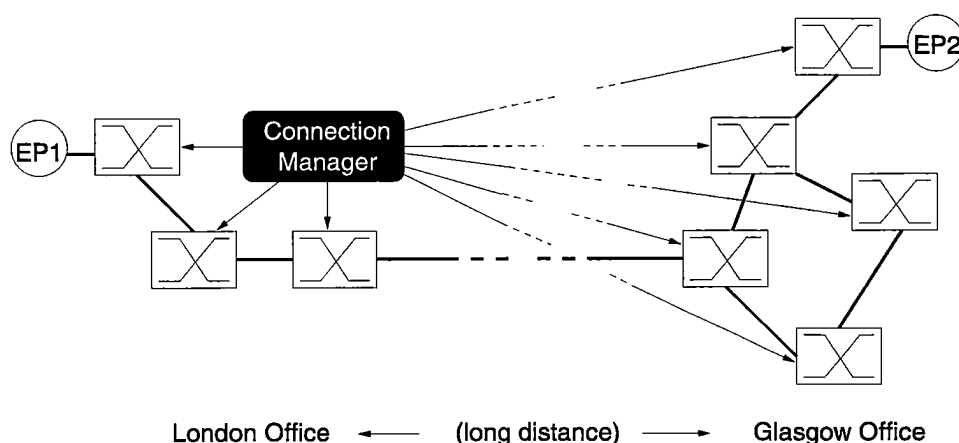 EP2
Connection
Manager
EP1
London Office
(long distance)
Glasgow Office